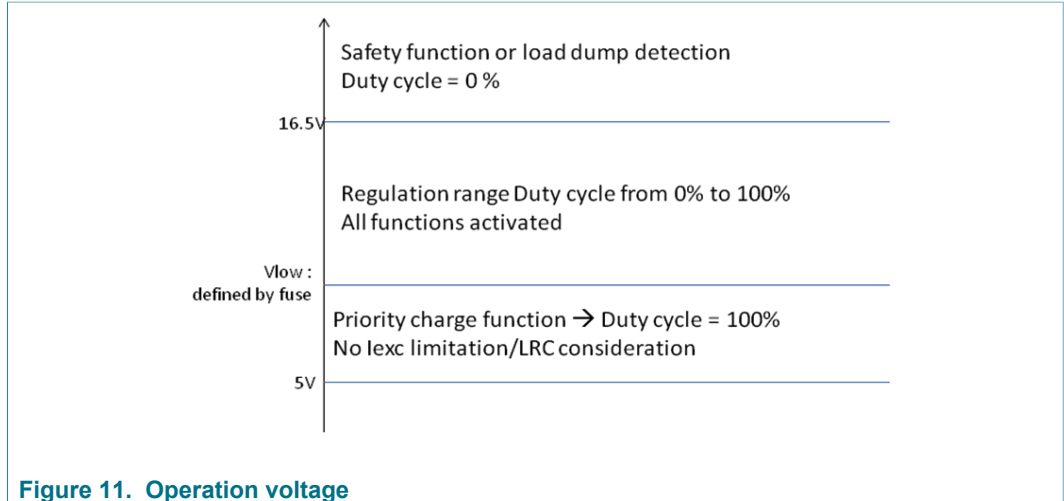 Safety function or load dump detection
Duty cycle = 0 %
16.5V
Regulation range Duty cycle from 0% to 100%
All functions activated
Vlow :
defined by fuse
Priority charge function → Duty cycle = 100%
No Iexc limitation/LRC consideration
5V
Figure 11. Operation voltage